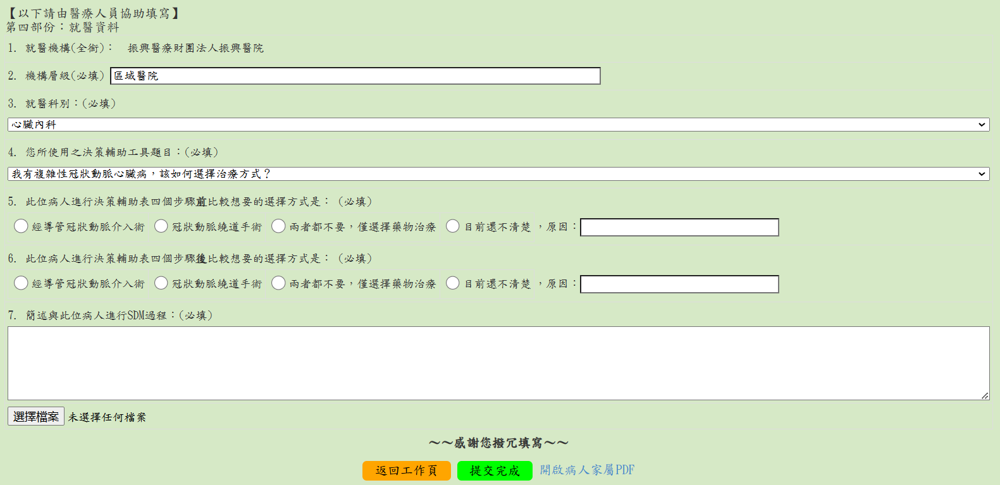 【以下請由醫療人員協助填寫】
第四部份：就醫資料
1. 就醫機構(全銜)： 振興醫療財團法人振興醫院
2. 機構層級(必填) 區域醫院
3. 就醫科別：(必填)
心臟內科
4. 您所使用之決策輔助工具題目：(必填)
我有複雜性冠狀動脈心臟病，該如何選擇治療方式？
5. 此位病人進行決策輔助表四個步驟前比較想要的選擇方式是： (必填)
經導管冠狀動脈介入術 冠狀動脈繞道手術 兩者都不要，僅選擇藥物治療 目前還不清楚 ，原因：
6. 此位病人進行決策輔助表四個步驟後比較想要的選擇方式是： (必填)
經導管冠狀動脈介入術 冠狀動脈繞道手術 兩者都不要，僅選擇藥物治療 目前還不清楚 ，原因：
7. 簡述與此位病人進行SDM過程：(必填)
選擇檔案 未選擇任何檔案
～～感謝您撥冗填寫～～
返回工作頁 提交完成 開啟病人家屬PDF